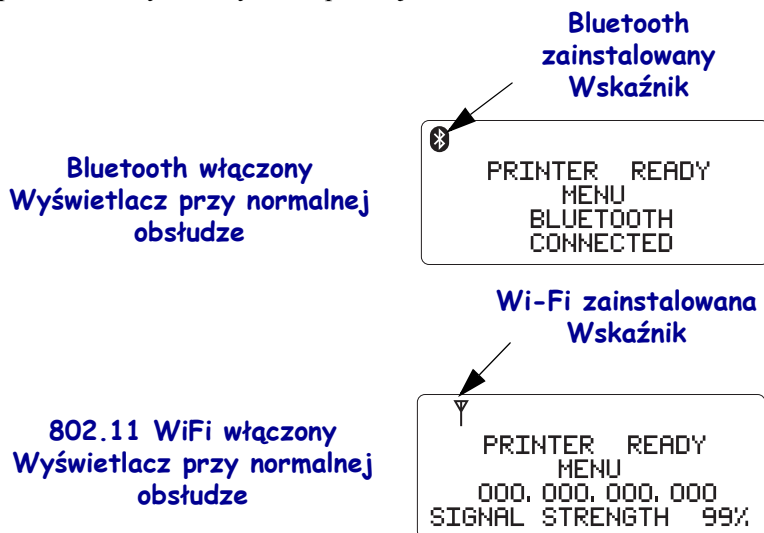 Bluetooth
zainstalowany
Wskaźnik
Bluetooth włączony
Wyświetlacz przy normalnej
obsłudze
PRINTER READY
MENU
BLUETOOTH
CONNECTED
Wi-Fi zainstalowana
Wskaźnik
802.11 WiFi włączony
Wyświetlacz przy normalnej
obsłudze
PRINTER READY
MENU
000. 000. 000. 000
SIGNAL STRENGTH 99%